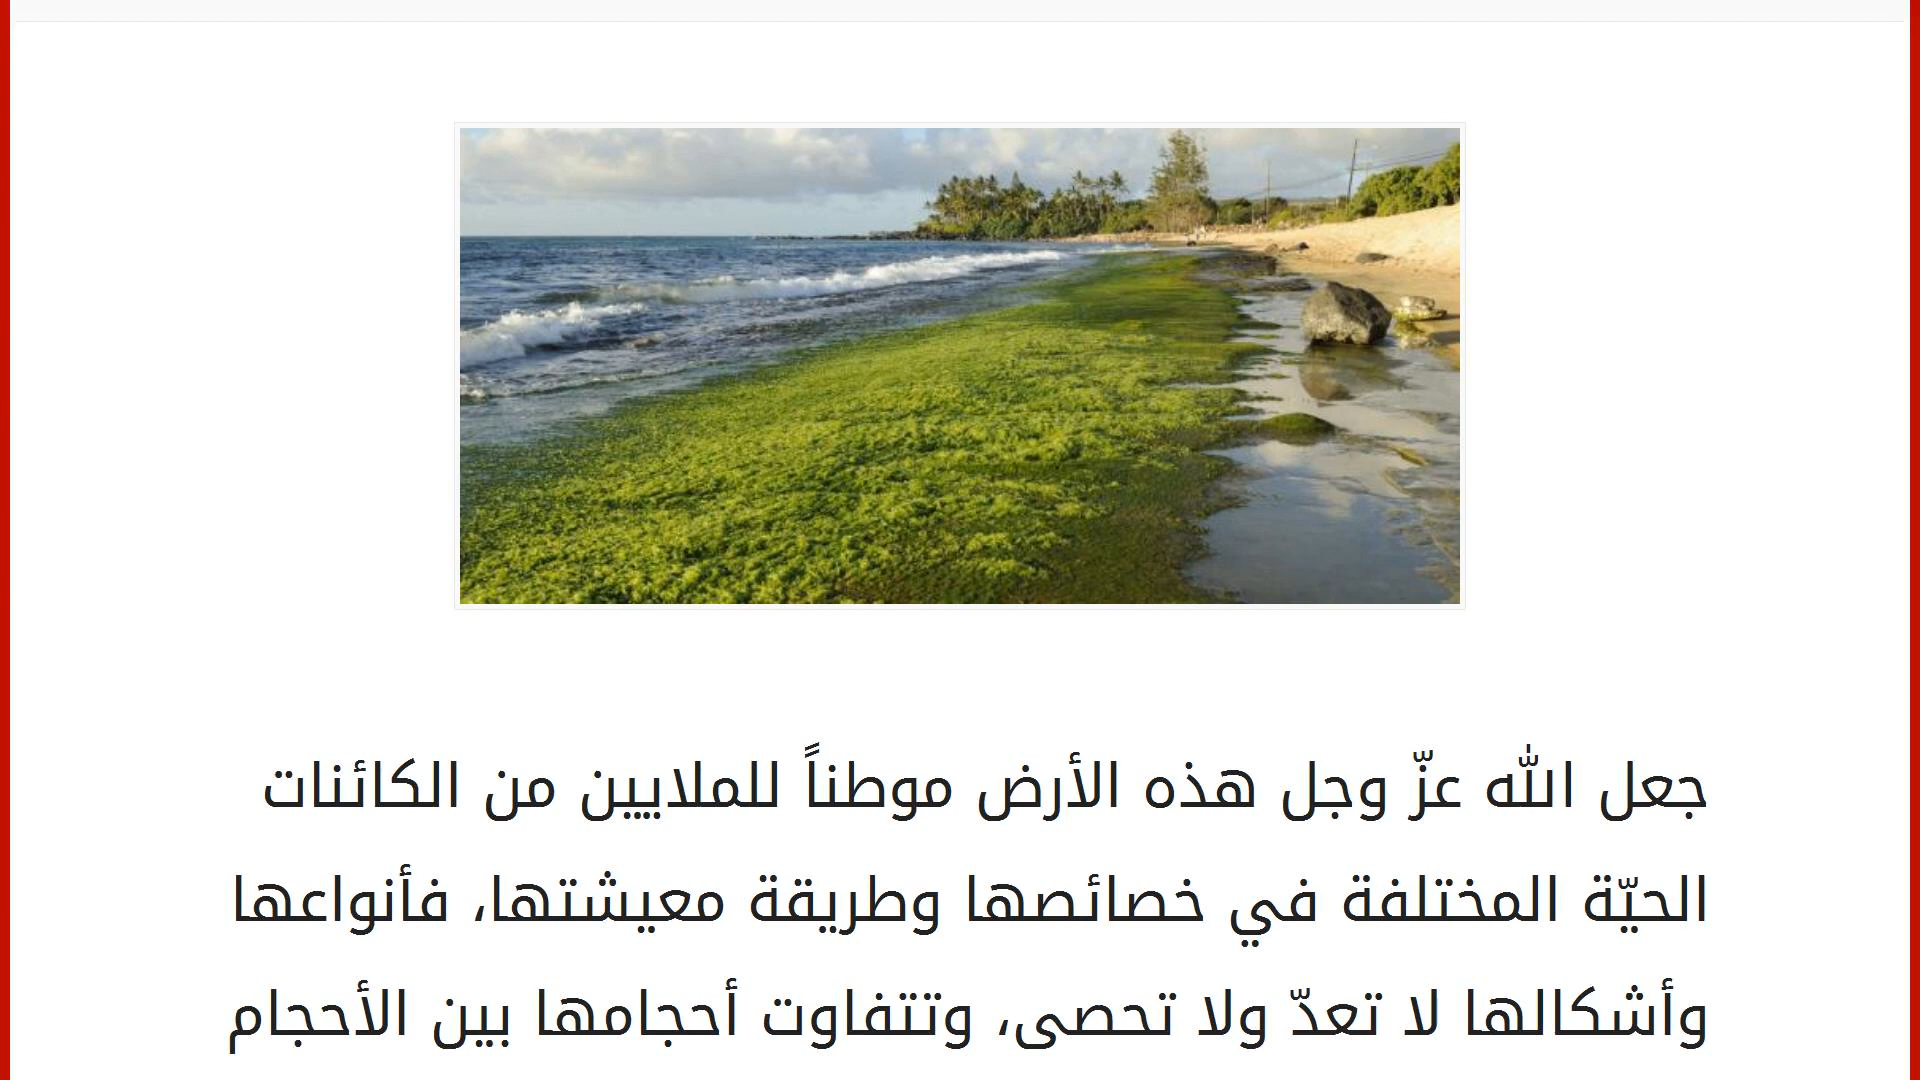 جعل الله عزّ وجل هذه الأرض موطناً للملايين من الكائنات
الحيّة المختلفة في خصائصها وطريقة معيشتها، فأنواعها
وأشكالها لا تعدّ ولا تحصى، وتتفاوت أحجامها بين الأحجام